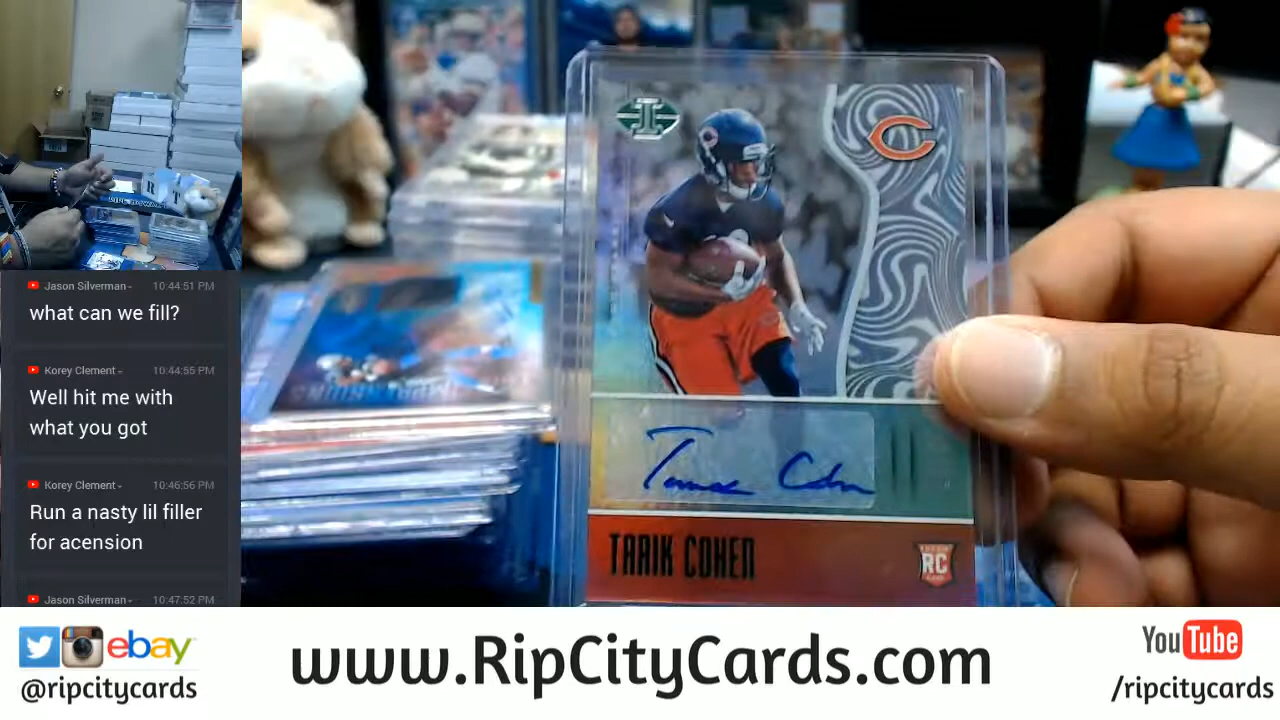 Jason Silverman 10:44:51 PM
what can we fill?
Korey Clement 10:44:55 PM
Well hit me with
what you got
Korey Clement 10:46:56 PM
Run a nasty lil filler
for acension
Jason Silverman 10:47:52 PM
I
C
TARIK COHEN
RC
ebay
@ripcitycards
www.RipCityCards.com
YouTube
/ripcitycards